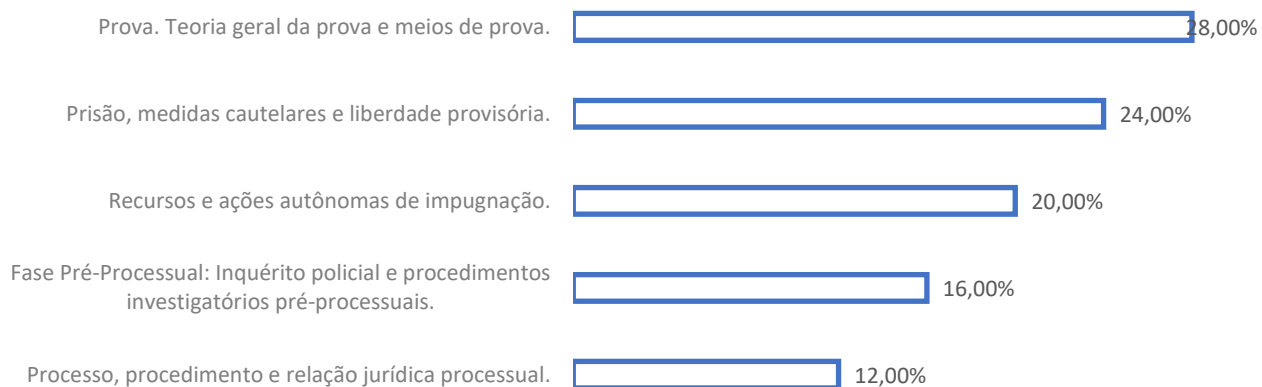 Prova. Teoria geral da prova e meios de prova.
28,00%
Prisão, medidas cautelares e liberdade provisória.
24,00%
Recursos e ações autônomas de impugnação.
20,00%
Fase Pré-Processual: Inquérito policial e procedimentos
investigatórios pré-processuais.
16,00%
Processo, procedimento e relação jurídica processual.
12,00%